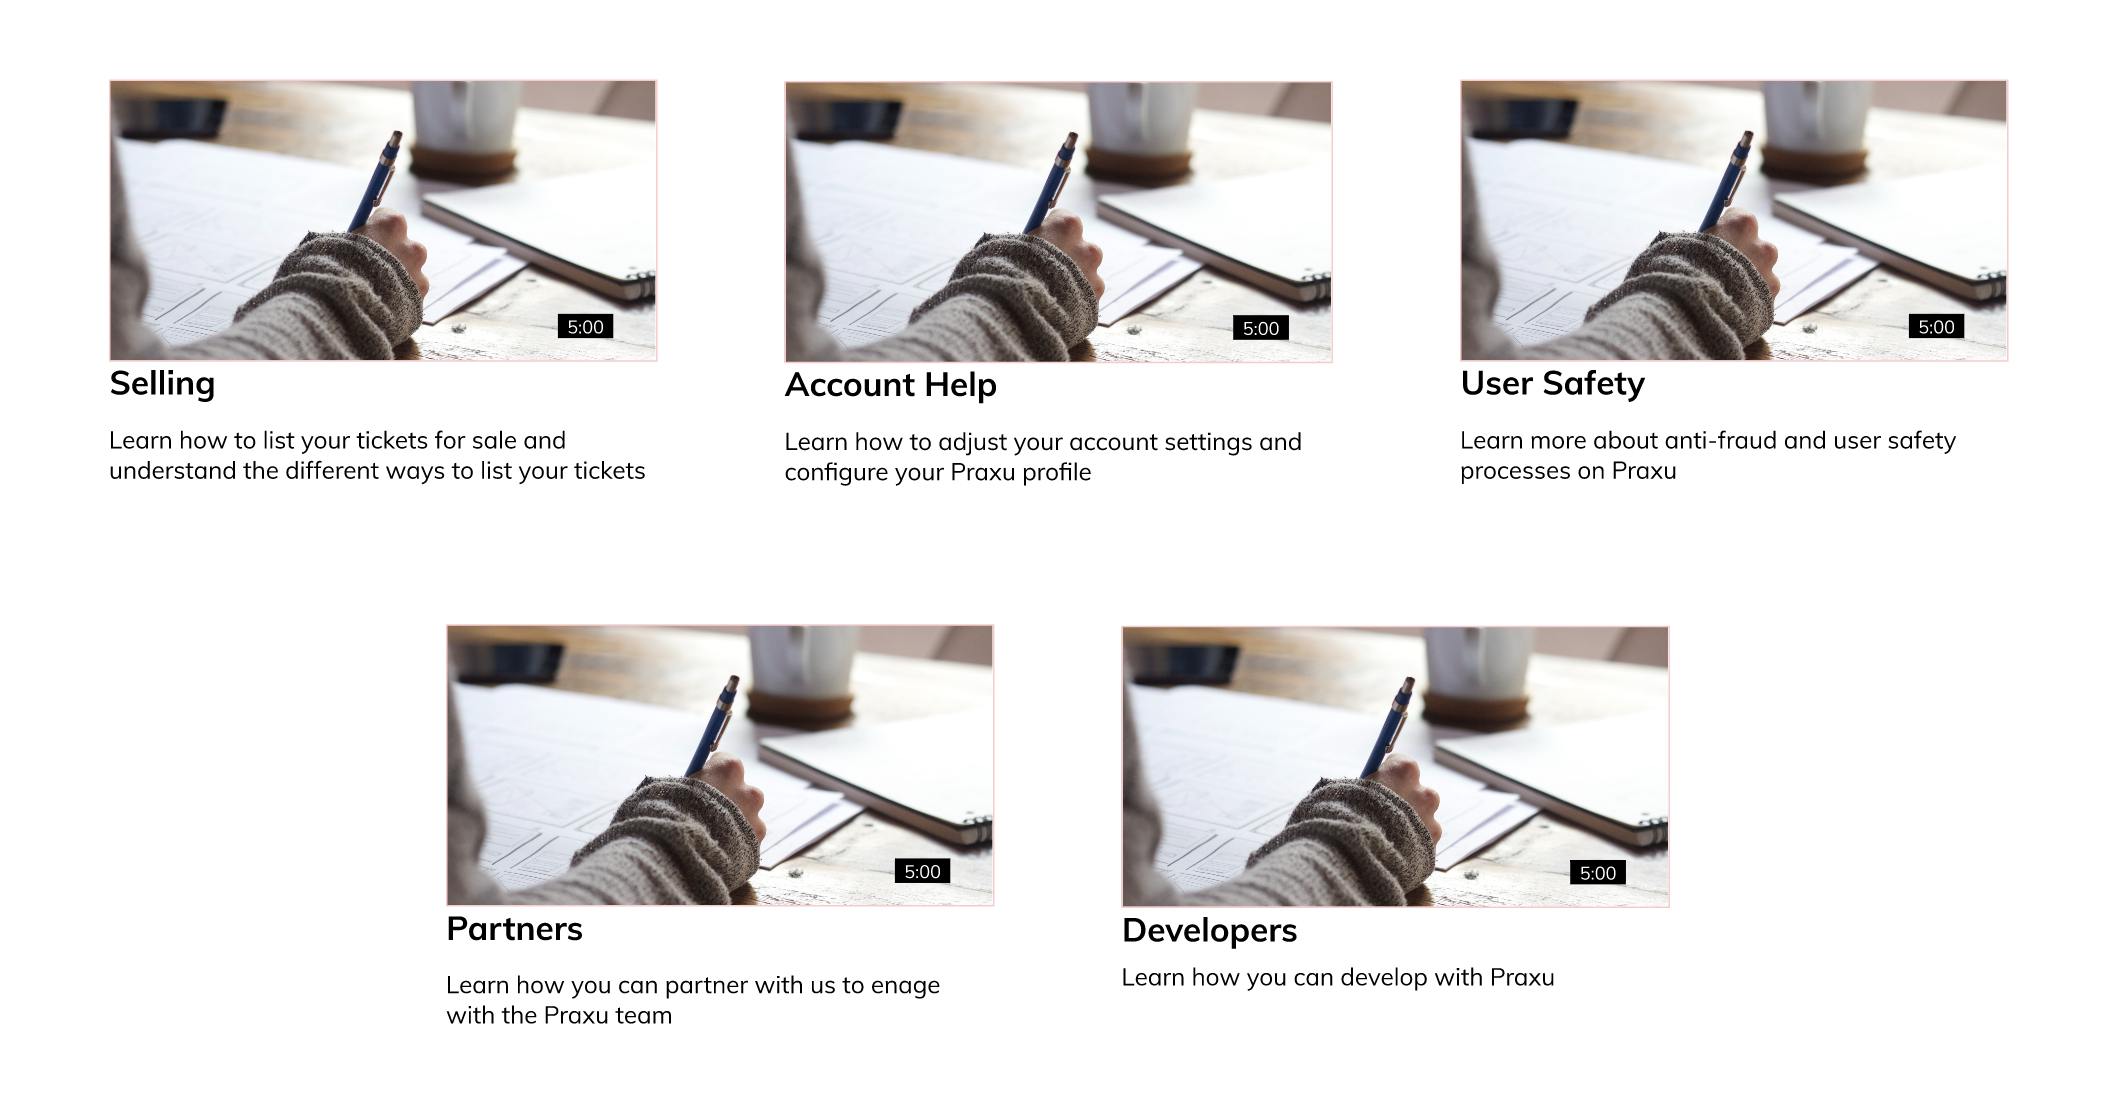 5:00
Selling
Learn how to list your tickets for sale and
understand the different ways to list your tickets
5:00
Account Help
Learn how to adjust your account settings and
configure your Praxu profile
5:00
User Safety
Learn more about anti-fraud and user safety
processes on Praxu
5:00
Partners
Learn how you can partner with us to enage
with the Praxu team
5:00
Developers
Learn how you can develop with Praxu